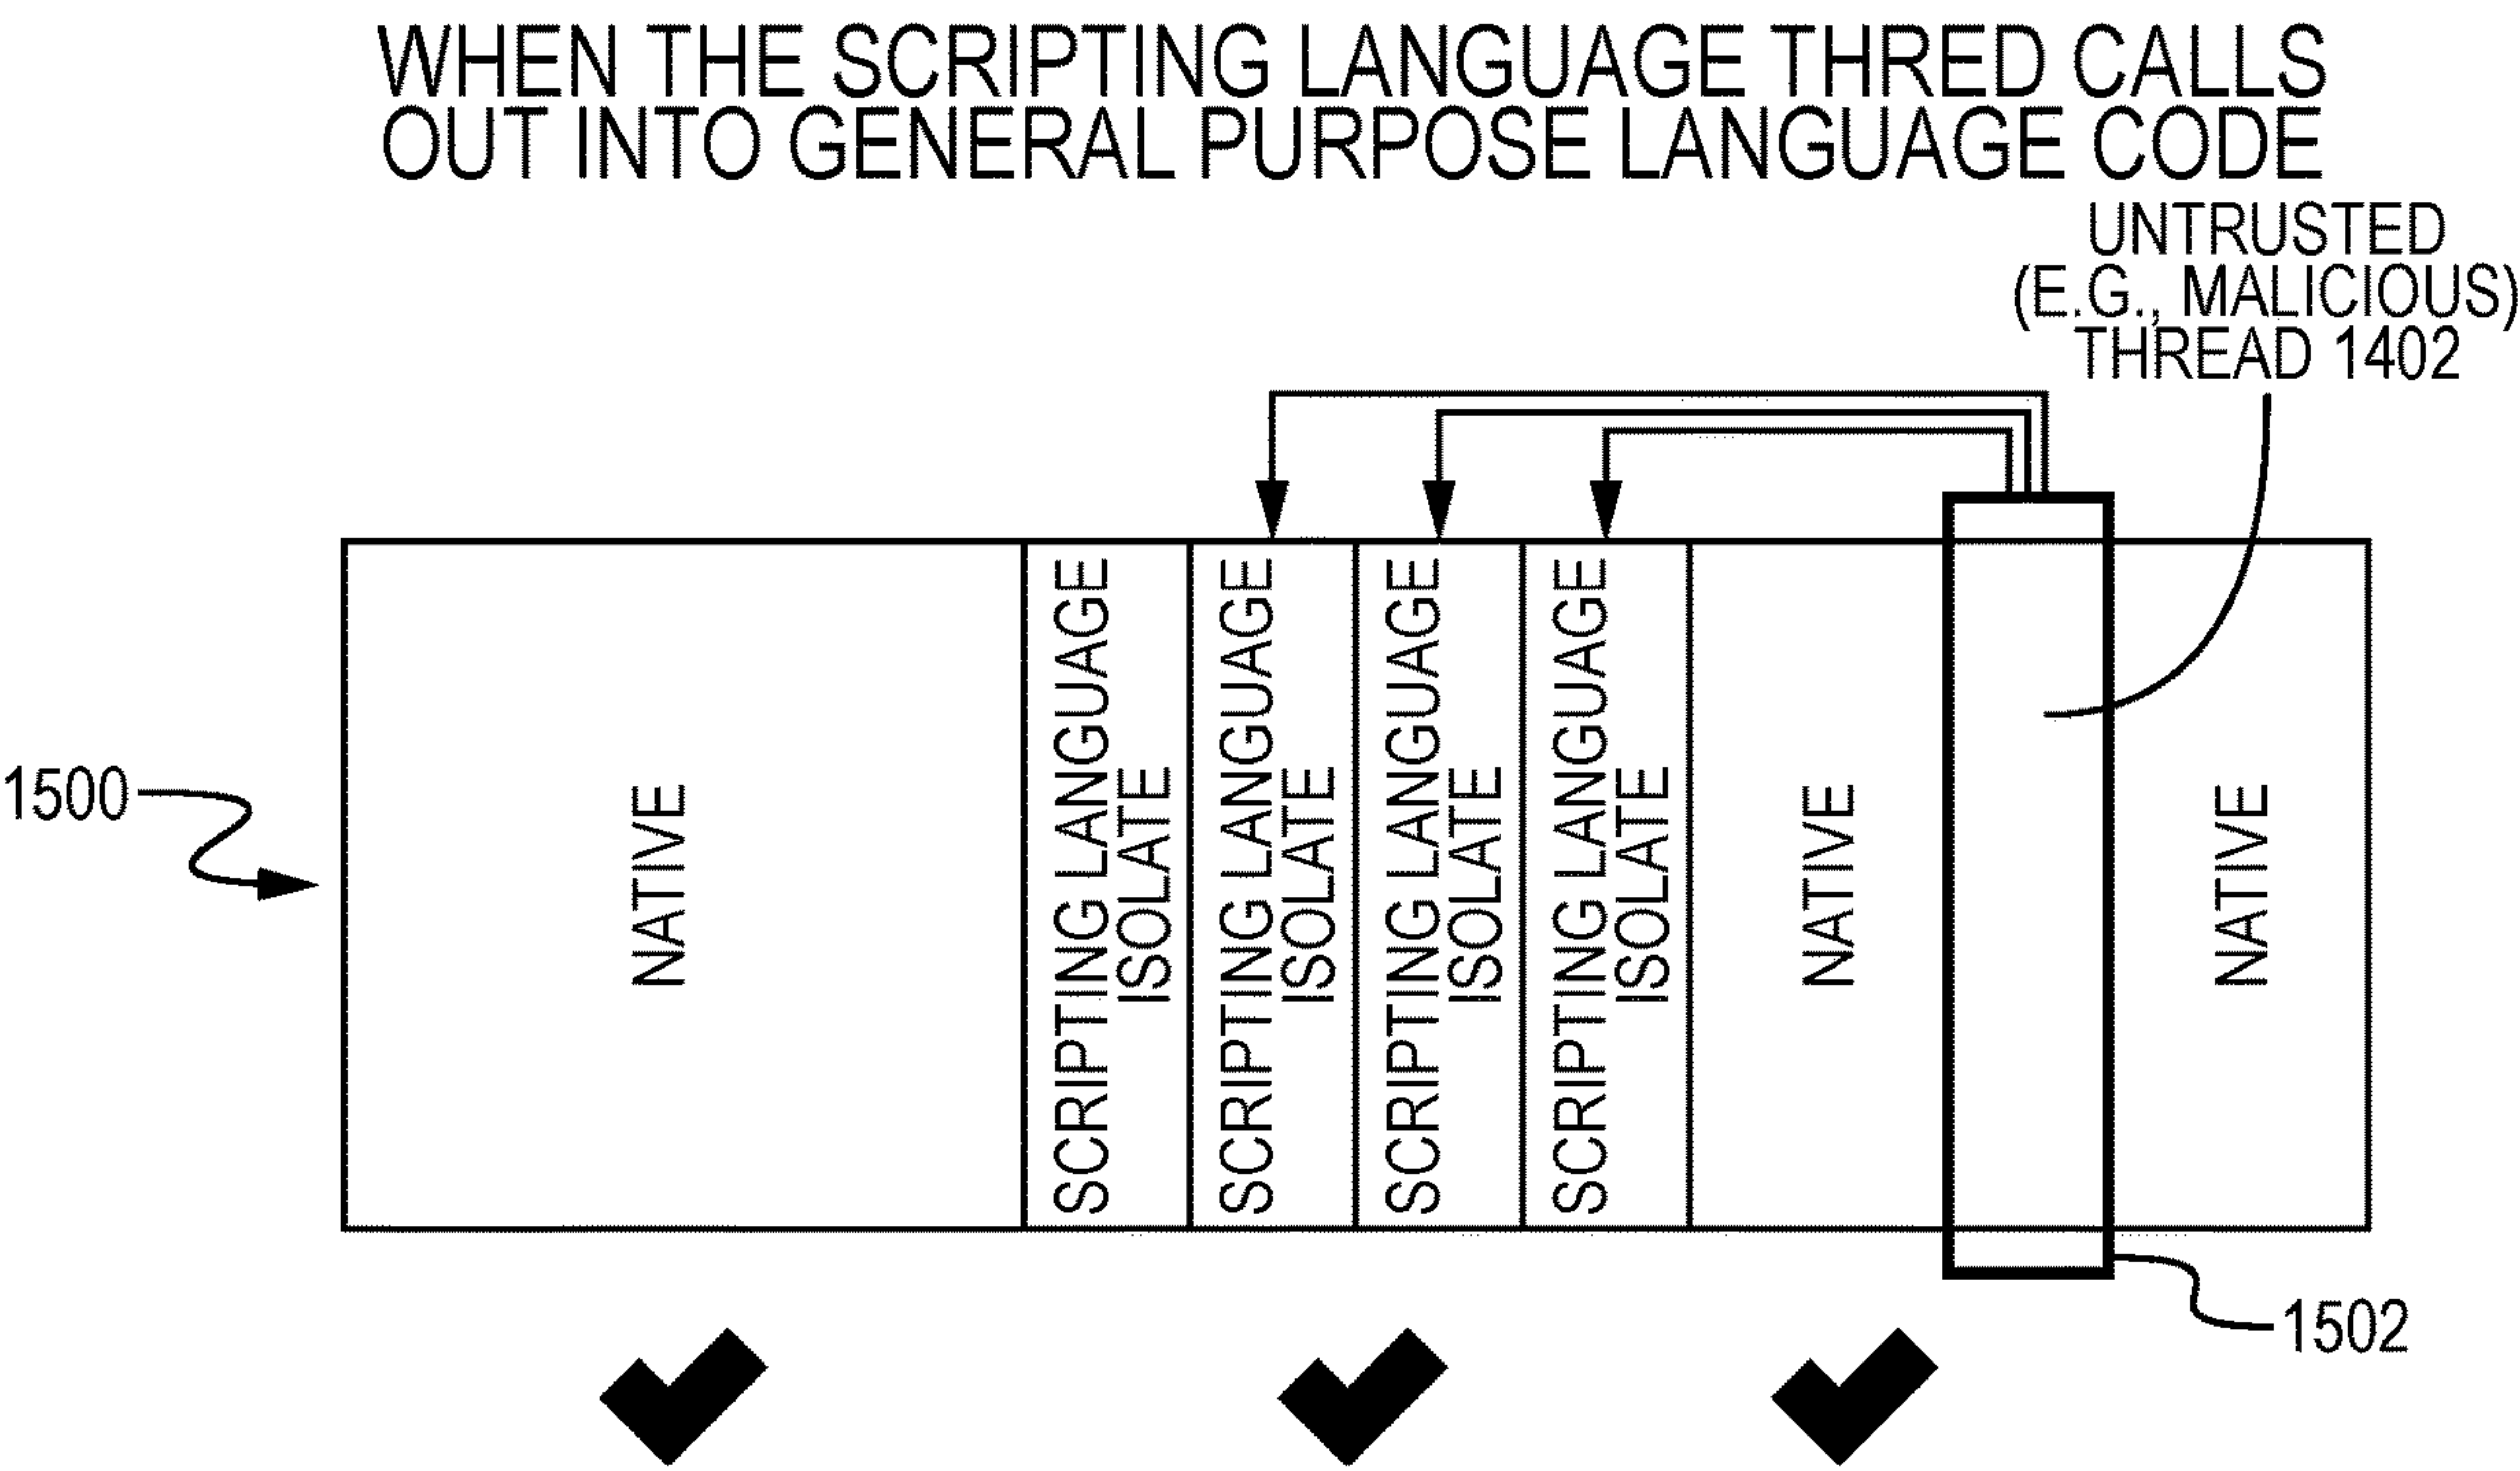 WHEN THE SCRIPTING LANGUAGE THRED CALLS
OUT INTO GENERAL PURPOSE LANGUAGE CODE
UNTRUSTED
(E.G., MALICIOUS)
THREAD 1402
1500
NATIVE
SCRIPTING LANGUAGE
ISOLATE
SCRIPTING LANGUAGE
ISOLATE
SCRIPTING LANGUAGE
ISOLATE
SCRIPTING LANGUAGE
ISOLATE
NATIVE
NATIVE
1502